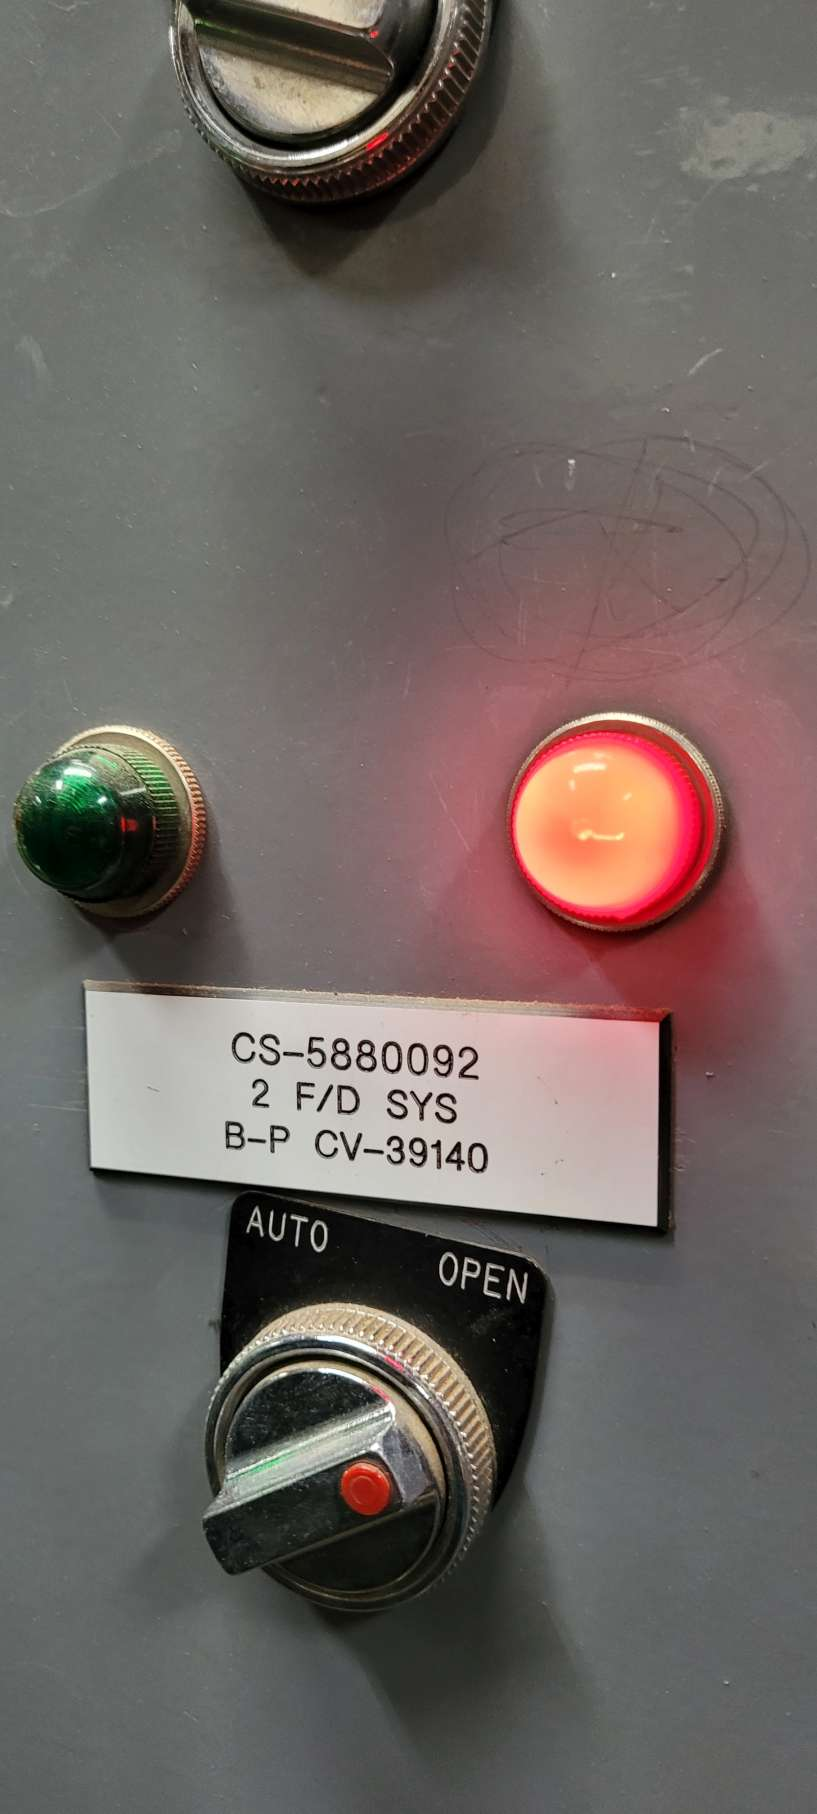 CS-5880092
2 F/D SYS
B-P CV-39140
AUTO
OPEN